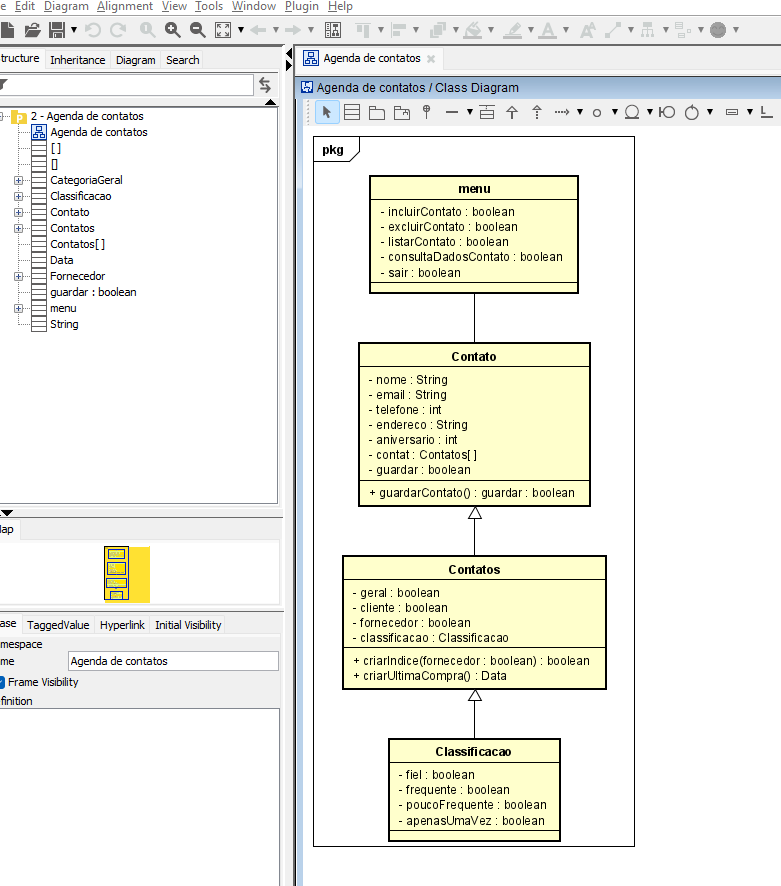 e Edit Diagram Alignment View Tools Window Plugin Help
Structure Inheritance Diagram Search
Agenda de contatos
Agenda de contatos / Class Diagram
2 - Agenda de contatos
Agenda de contatos
[ ]
[]
CategoriaGeral
Classificacao
Contato
Contatos
Contatos[ ]
Data
Fornecedor
guardar : boolean
menu
String
Map
ase TaggedValue Hyperlink Initial Visibility
mespace
me Agenda de contatos
Frame Visibility
finition
pkg
menu
- incluirContato : boolean
- excluirContato : boolean
- listarContato : boolean
- consultaDadosContato : boolean
- sair : boolean
Contato
- nome : String
- email : String
- telefone : int
- endereco : String
- aniversario : int
- contat : Contatos[ ]
- guardar : boolean
+ guardarContato() : guardar : boolean
Contatos
- geral : boolean
- cliente : boolean
- fornecedor : boolean
- classificacao : Classificacao
+ criarIndice(fornecedor : boolean) : boolean
+ criarUltimaCompra() : Data
Classificacao
- fiel : boolean
- frequente : boolean
- poucoFrequente : boolean
- apenasUmaVez : boolean